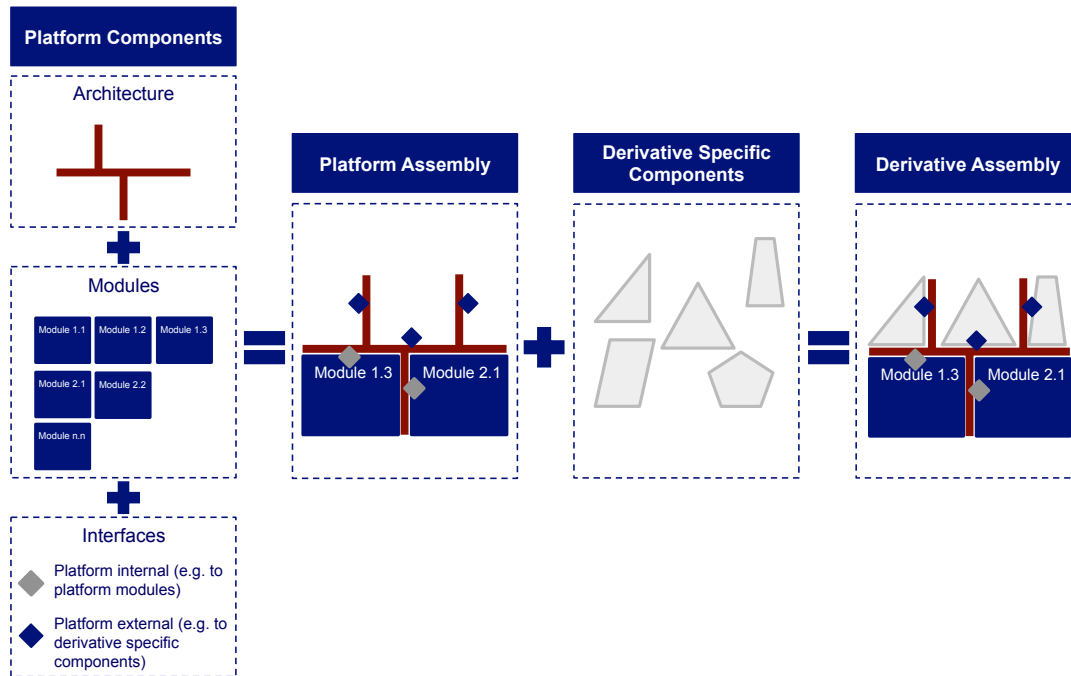 Platform Components
Architecture
Modules
Module 1.1
Module 1.2
Module 1.3
Module 2.1
Module 2.2
Module n.n
Interfaces
Platform internal (e.g. to
platform modules)
Platform external (e.g. to
derivative specific
components)
Platform Assembly
Module 1.3
Module 2.1
Derivative Specific
Components
Derivative Assembly
Module 1.3
Module 2.1